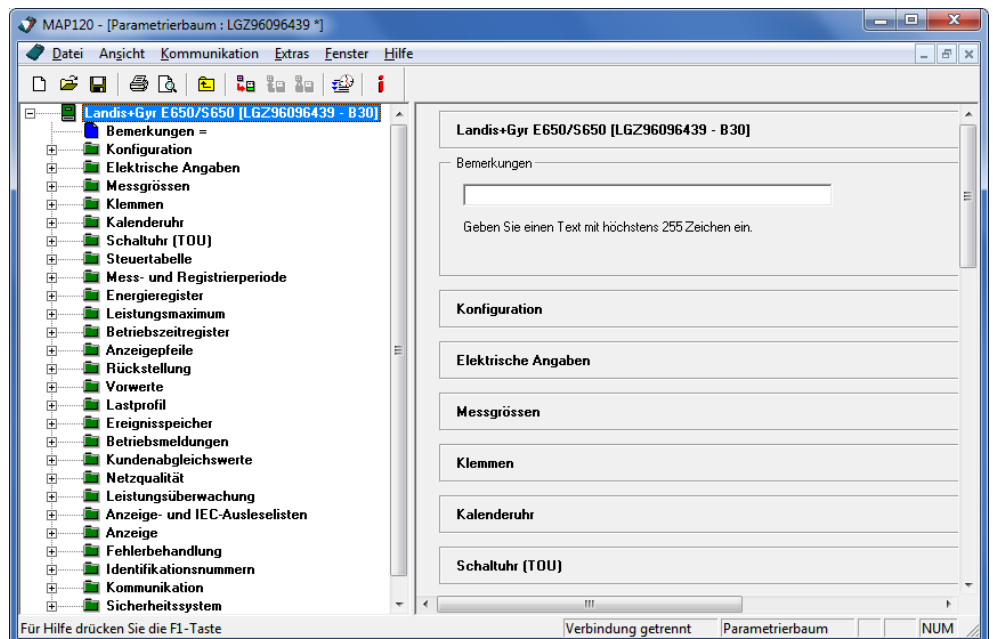 MAP120 - [Parametrierbaum : LGZ96096439 *]
Datei Ansicht Kommunikation Extras Fenster Hilfe
Landis+Gyr E650/S650 [LGZ96096439 - B30]
Bemerkungen =
Konfiguration
Elektrische Angaben
Messgrössen
Klemmen
Kalenderuhr
Schaltuhr (TOU)
Steuertabelle
Mess- und Registrierperiode
Energieregister
Leistungsmaximum
Betriebszeitregister
Anzeigepfeile
Rückstellung
Vorwerte
Lastprofil
Ereignisspeicher
Betriebsmeldungen
Kundenabgleichswerte
Netzqualität
Leistungsüberwachung
Anzeige- und IEC-Ausleselisten
Anzeige
Fehlerbehandlung
Identifikationsnummern
Kommunikation
Sicherheitssystem
Landis+Gyr E650/S650 [LGZ96096439 - B30]
Bemerkungen
Geben Sie einen Text mit höchstens 255 Zeichen ein.
Konfiguration
Elektrische Angaben
Messgrössen
Klemmen
Kalenderuhr
Schaltuhr (TOU)
Für Hilfe drücken Sie die F1-Taste
Verbindung getrennt
Parametrierbaum
NUM